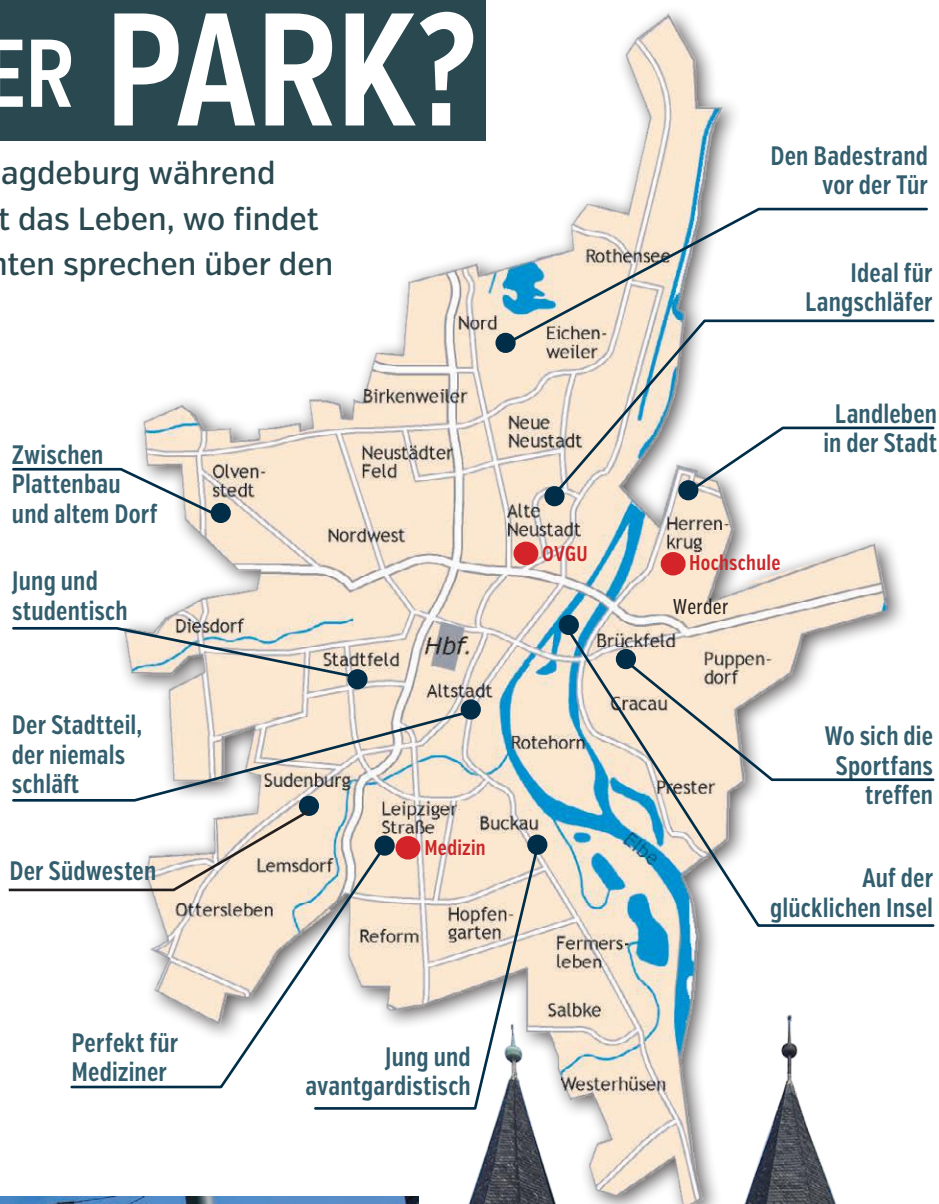 ER PARK?
agdeburg während
t das Leben, wo findet
nten sprechen über den
Den Badestrand
vor der Tür
Ideal für
Langschläfer
Landleben
in der Stadt
Zwischen
Plattenbau
und altem Dorf
Jung und
studentisch
Der Stadtteil,
der niemals
schläft
Der Südwesten
Perfekt für
Mediziner
Jung und
avantgardistisch
Wo sich die
Sportfans
treffen
Auf der
glücklichen Insel
Rothensee
Nord
Eichen-
weiler
Birkenweiler
Neue
Neustadt
Neustädter
Feld
Olven-
stedt
Alte
Neustadt
OVGU
Nordwest
Herren-
krug
Hochschule
Werder
Diesdorf
Hbf.
Brückfeld
Stadtfeld
Puppen-
dorf
Altstadt
Cracau
Rotehorn
Sudenburg
Prester
Leipziger
Straße
Medizin
Buckau
Elbe
Lemsdorf
Ottersleben
Reform
Hopfen-
garten
Fermers-
leben
Salbke
Westerhüsen